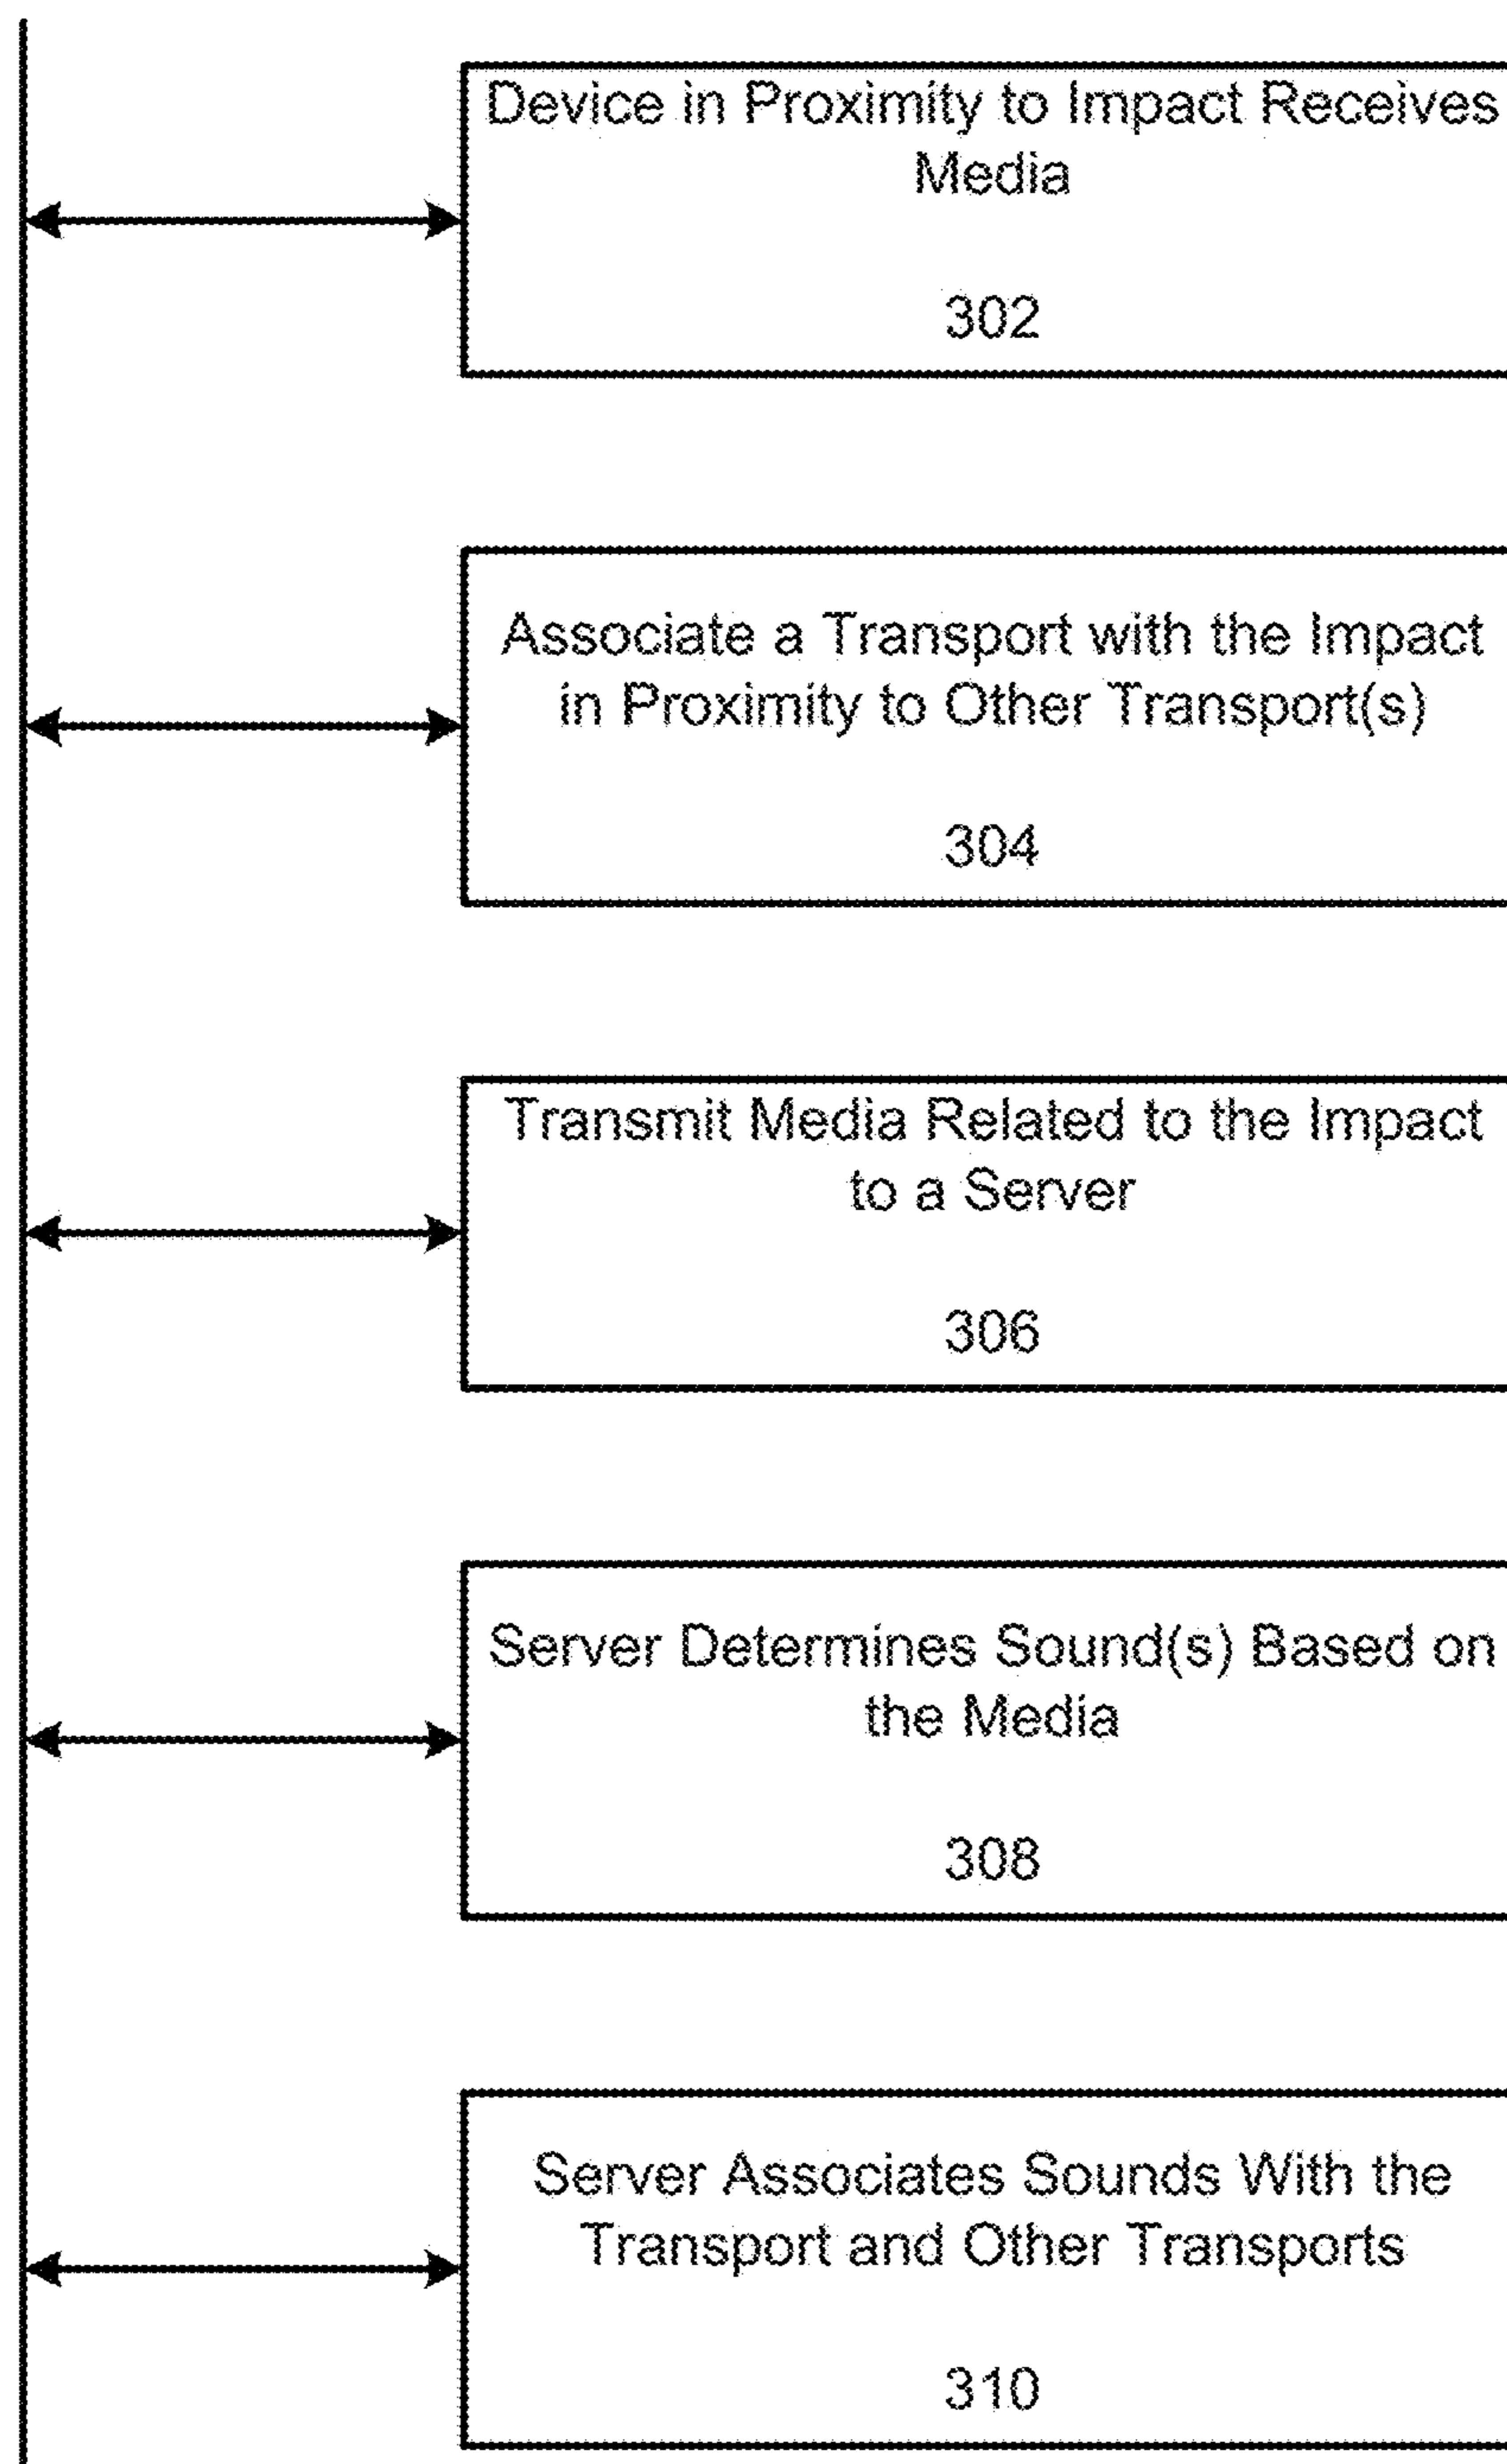 Device in Proximity to Impact Receives
Media
302
Associate a Transport with the Impact
in Proximity to Other Transport(s)
304
Transmit Media Related to the Impact
to a Server
306
Server Determines Sound(s) Based on
the Media
308
Server Associates Sounds With the
Transport and Other Transports
310